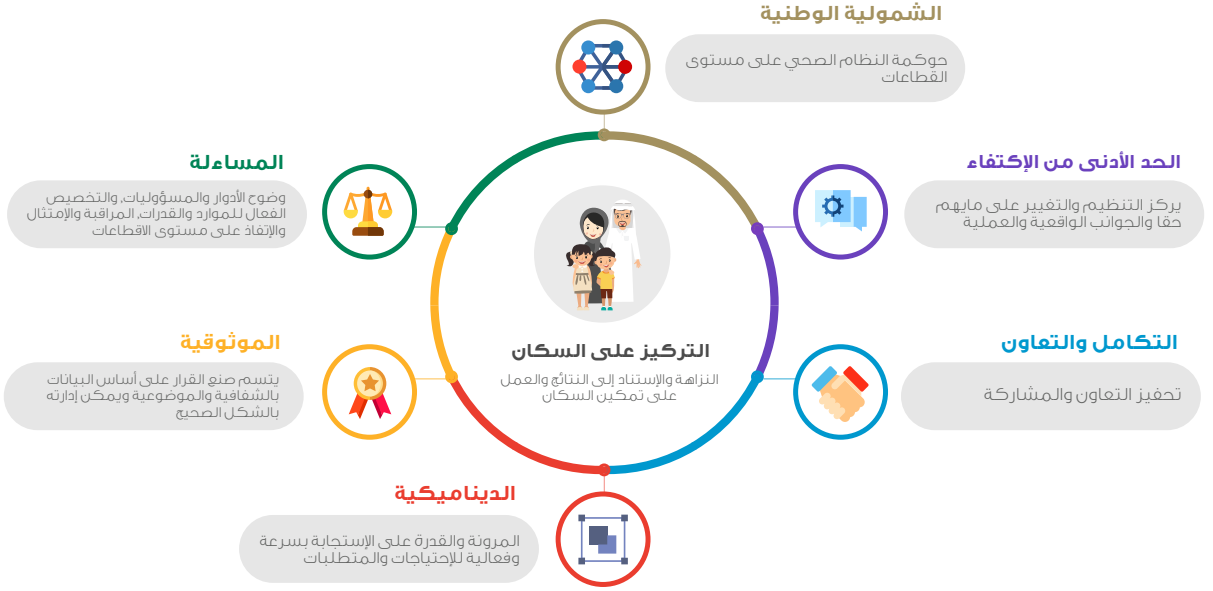 الشمولية الوطنية
حوكمة النظام الصحي على مستوى
القطاعات
الحد الأدنى من الإكتفاء
يركز التنظيم والتغيير على مايهم
حقا والجوانب الواقعية والعملية
التكامل والتعاون
تحفيز التعاون والمشاركة
الديناميكية
المرونة والقدرة على الإستجابة بسرعة
وفعالية للإحتياجات والمتطلبات
الموثوقية
يتسم صنع القرار على أساس البيانات
بالشفافية والموضوعية ويمكن إدارته
بالشكل الصحيح
المساءلة
وضوح الأدوار والمسؤوليات، والتخصيص
الفعال للموارد والقدرات، المراقبة والإمتثال
والإتفاذ على مستوى الاقطاعات
التركيز على السكان
النزاهة والإستناد إلى النتائج والعمل
على تمكين السكان